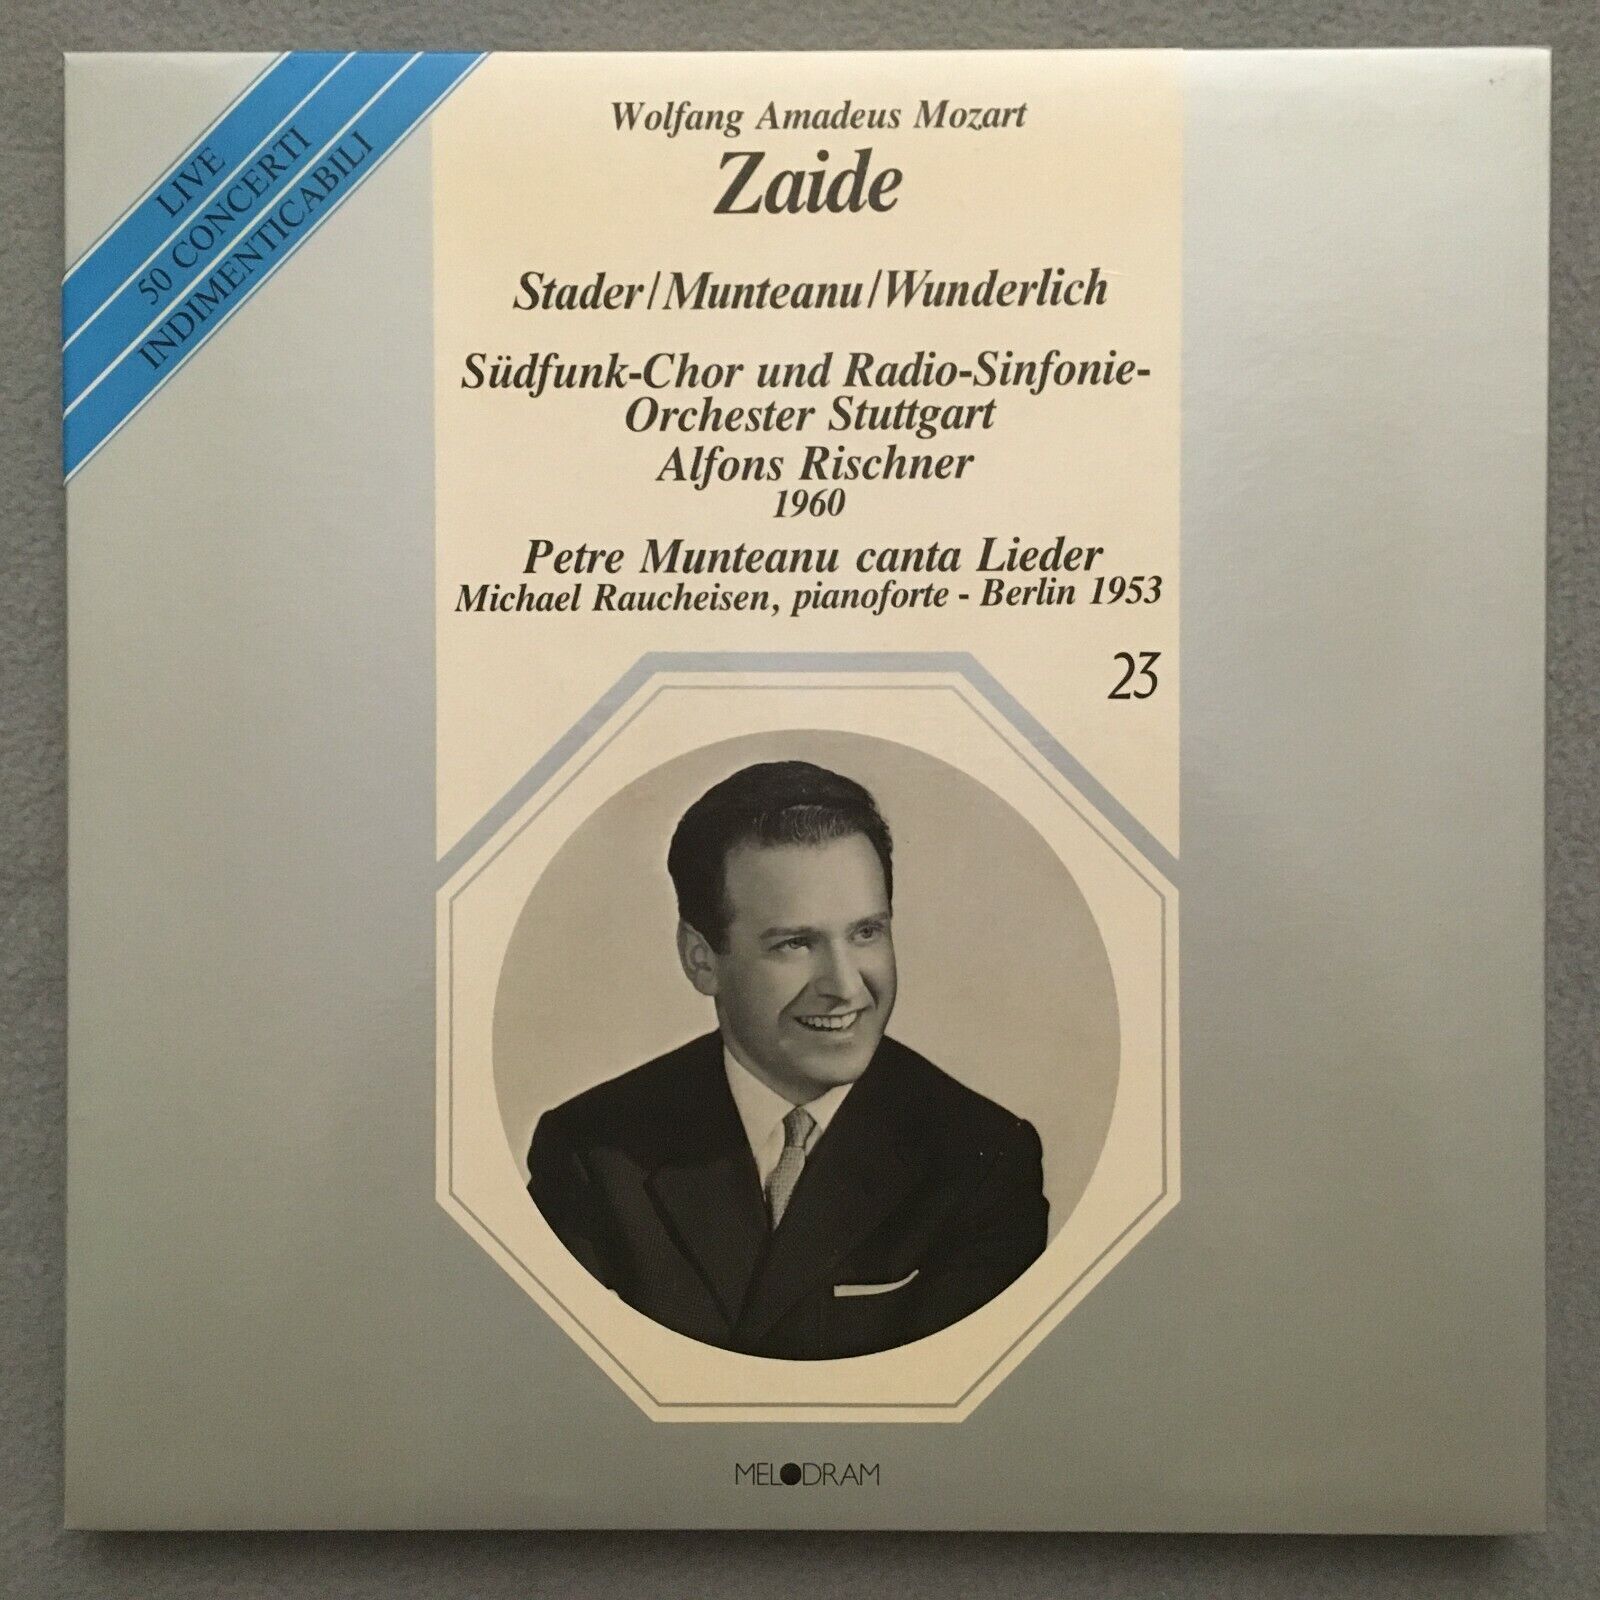 LIVE
50 CONCERTI
INDIMENTICABILI
Wolfang Amadeus Mozart
Zaide
Stader/Munteanu/Wunderlich
Südfunk-Chor und Radio-Sinfonie-
Orchester Stuttgart
Alfons Rischner
1960
Petre Munteanu canta Lieder
Michael Raucheisen, pianoforte - Berlin 1953
23
MELODRAM